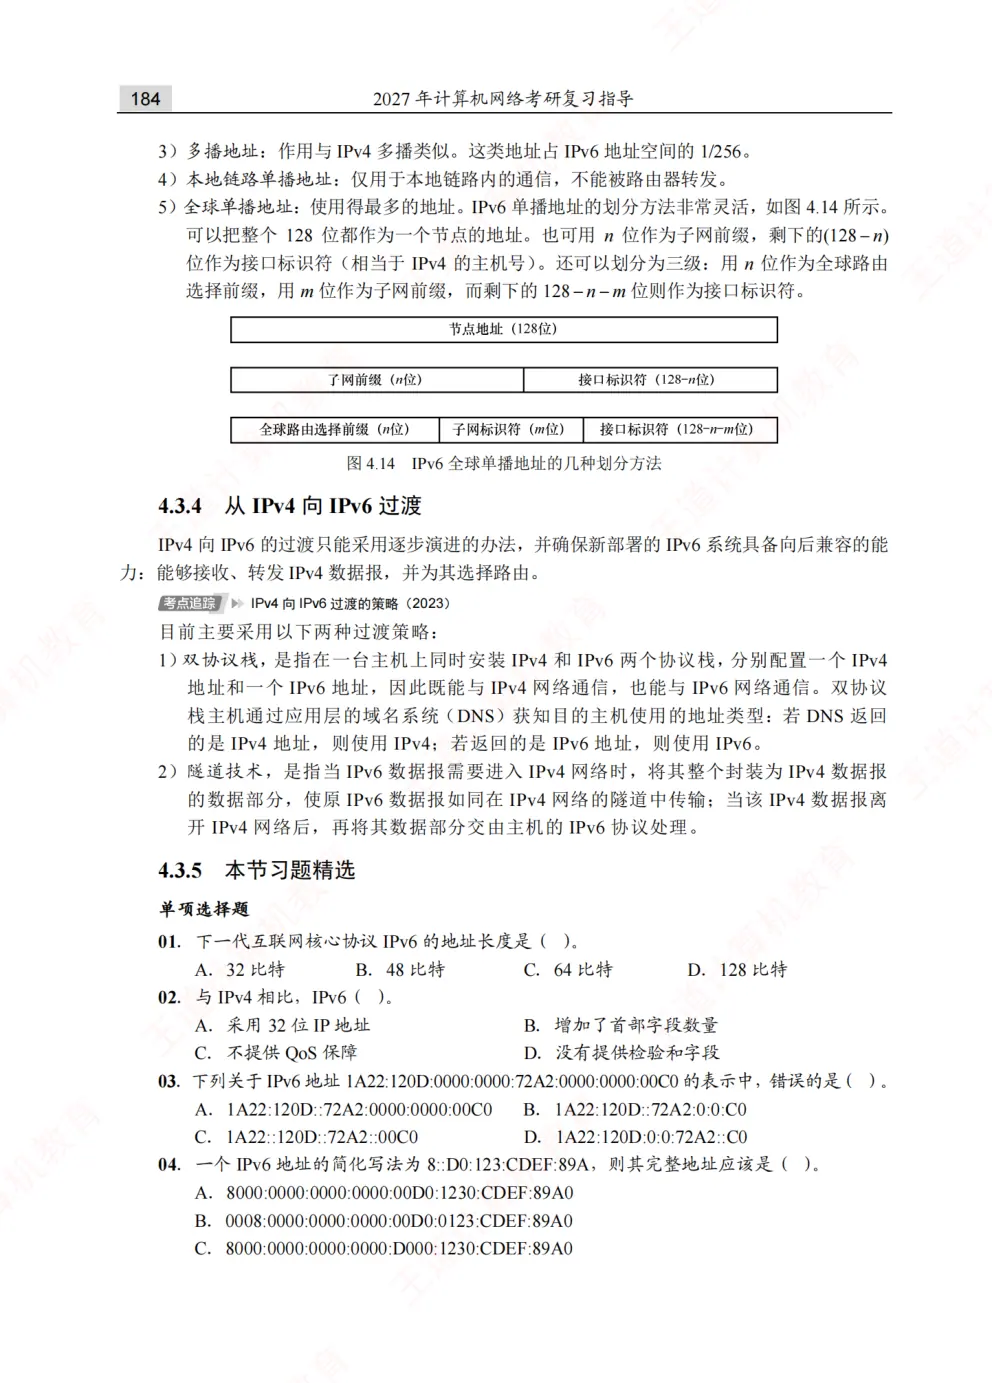 184
2027 年计算机网络考研复习指导
3）多播地址：作用与 IPv4 多播类似。这类地址占 IPv6 地址空间的 1/256。
4）本地链路单播地址：仅用于本地链路内的通信，不能被路由器转发。
5）全球单播地址：使用得最多的地址。IPv6 单播地址的划分方法非常灵活，如图 4.14 所示。
可以把整个 128 位都作为一个节点的地址。也可用 n 位作为子网前缀，剩下的(128－n)
位作为接口标识符（相当于 IPv4 的主机号）。还可以划分为三级：用 n 位作为全球路由
选择前缀，用 m 位作为子网前缀，而剩下的 128－n－m 位则作为接口标识符。
节点地址（128位）
子网前缀（n位） 接口标识符（128-n位）
全球路由选择前缀（n位） 子网标识符（m位） 接口标识符（128-n-m位）
图 4.14 IPv6 全球单播地址的几种划分方法
4.3.4 从 IPv4 向 IPv6 过渡
IPv4 向 IPv6 的过渡只能采用逐步演进的办法，并确保新部署的 IPv6 系统具备向后兼容的能
力：能够接收、转发 IPv4 数据报，并为其选择路由。
考点追踪 IPv4 向 IPv6 过渡的策略（2023）
目前主要采用以下两种过渡策略：
1）双协议栈，是指在一台主机上同时安装 IPv4 和 IPv6 两个协议栈，分别配置一个 IPv4
地址和一个 IPv6 地址，因此既能与 IPv4 网络通信，也能与 IPv6 网络通信。双协议
栈主机通过应用层的域名系统（DNS）获知目的主机使用的地址类型：若 DNS 返回
的是 IPv4 地址，则使用 IPv4；若返回的是 IPv6 地址，则使用 IPv6。
2）隧道技术，是指当 IPv6 数据报需要进入 IPv4 网络时，将其整个封装为 IPv4 数据报
的数据部分，使原 IPv6 数据报如同在 IPv4 网络的隧道中传输；当该 IPv4 数据报离
开 IPv4 网络后，再将其数据部分交由主机的 IPv6 协议处理。
4.3.5 本节习题精选
单项选择题
01. 下一代互联网核心协议 IPv6 的地址长度是（ ）。
A. 32 比特 B. 48 比特 C. 64 比特 D. 128 比特
02. 与 IPv4 相比，IPv6（ ）。
A. 采用 32 位 IP 地址 B. 增加了首部字段数量
C. 不提供 QoS 保障 D. 没有提供检验和字段
03. 下列关于 IPv6 地址 1A22:120D:0000:0000:72A2:0000:0000:00C0 的表示中，错误的是（ ）。
A. 1A22:120D::72A2:0000:0000:00C0 B. 1A22:120D::72A2:0:0:C0
C. 1A22::120D::72A2::00C0 D. 1A22:120D:0:0:72A2::C0
04. 一个 IPv6 地址的简化写法为 8::D0:123:CDEF:89A，则其完整地址应该是（ ）。
A. 8000:0000:0000:0000:00D0:1230:CDEF:89A0
B. 0008:0000:0000:0000:00D0:0123:CDEF:89A0
C. 8000:0000:0000:0000:D000:1230:CDEF:89A0